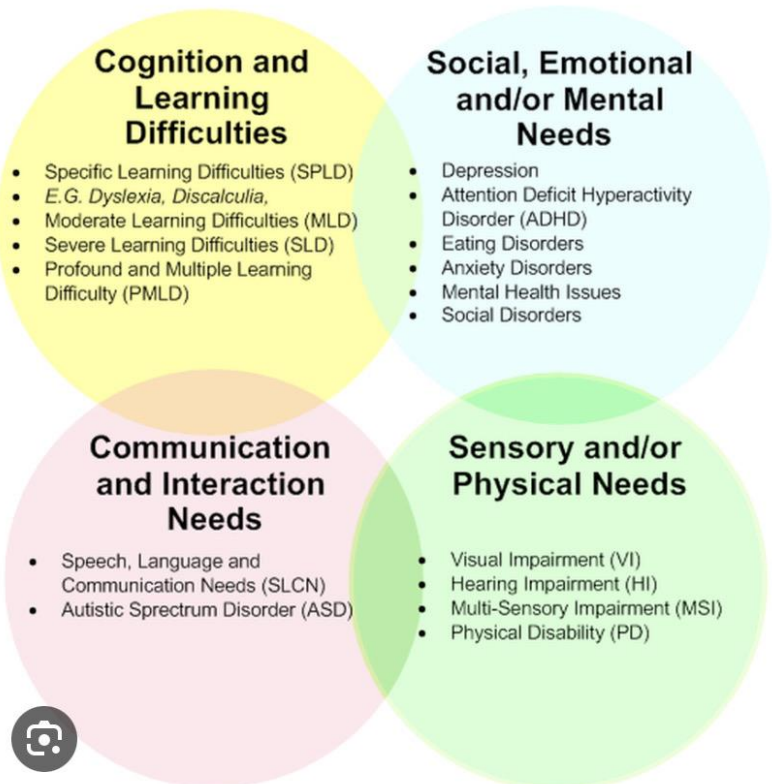 Cognition and
Learning
Difficulties
• Specific Learning Difficulties (SPLD)
• E.G. Dyslexia, Discalculia,
• Moderate Learning Difficulties (MLD)
• Severe Learning Difficulties (SLD)
• Profound and Multiple Learning
Difficulty (PMLD)
Social, Emotional
and/or Mental
Needs
• Depression
• Attention Deficit Hyperactivity
Disorder (ADHD)
• Eating Disorders
• Anxiety Disorders
• Mental Health Issues
• Social Disorders
Communication
and Interaction
Needs
• Speech, Language and
Communication Needs (SLCN)
• Autistic Sprectrum Disorder (ASD)
Sensory and/or
Physical Needs
• Visual Impairment (VI)
• Hearing Impairment (HI)
• Multi-Sensory Impairment (MSI)
• Physical Disability (PD)